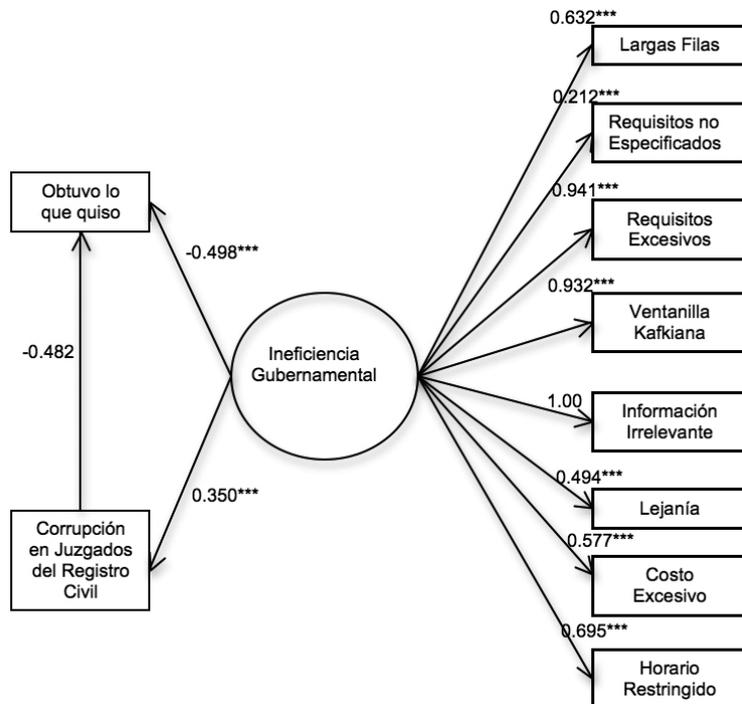 0.632***
Largas Filas
0.212***
Requisitos no
Especificados
0.941***
Requisitos
Excesivos
0.932***
Ventanilla
Kafkiana
1.00
Información
Irrelevante
0.494***
Lejanía
0.577***
Costo
Excesivo
0.695***
Horario
Restringido
Obtuvo lo
que quiso
-0.498***
Ineficiencia
Gubernamental
-0.482
0.350***
Corrupción
en Juzgados
del Registro
Civil